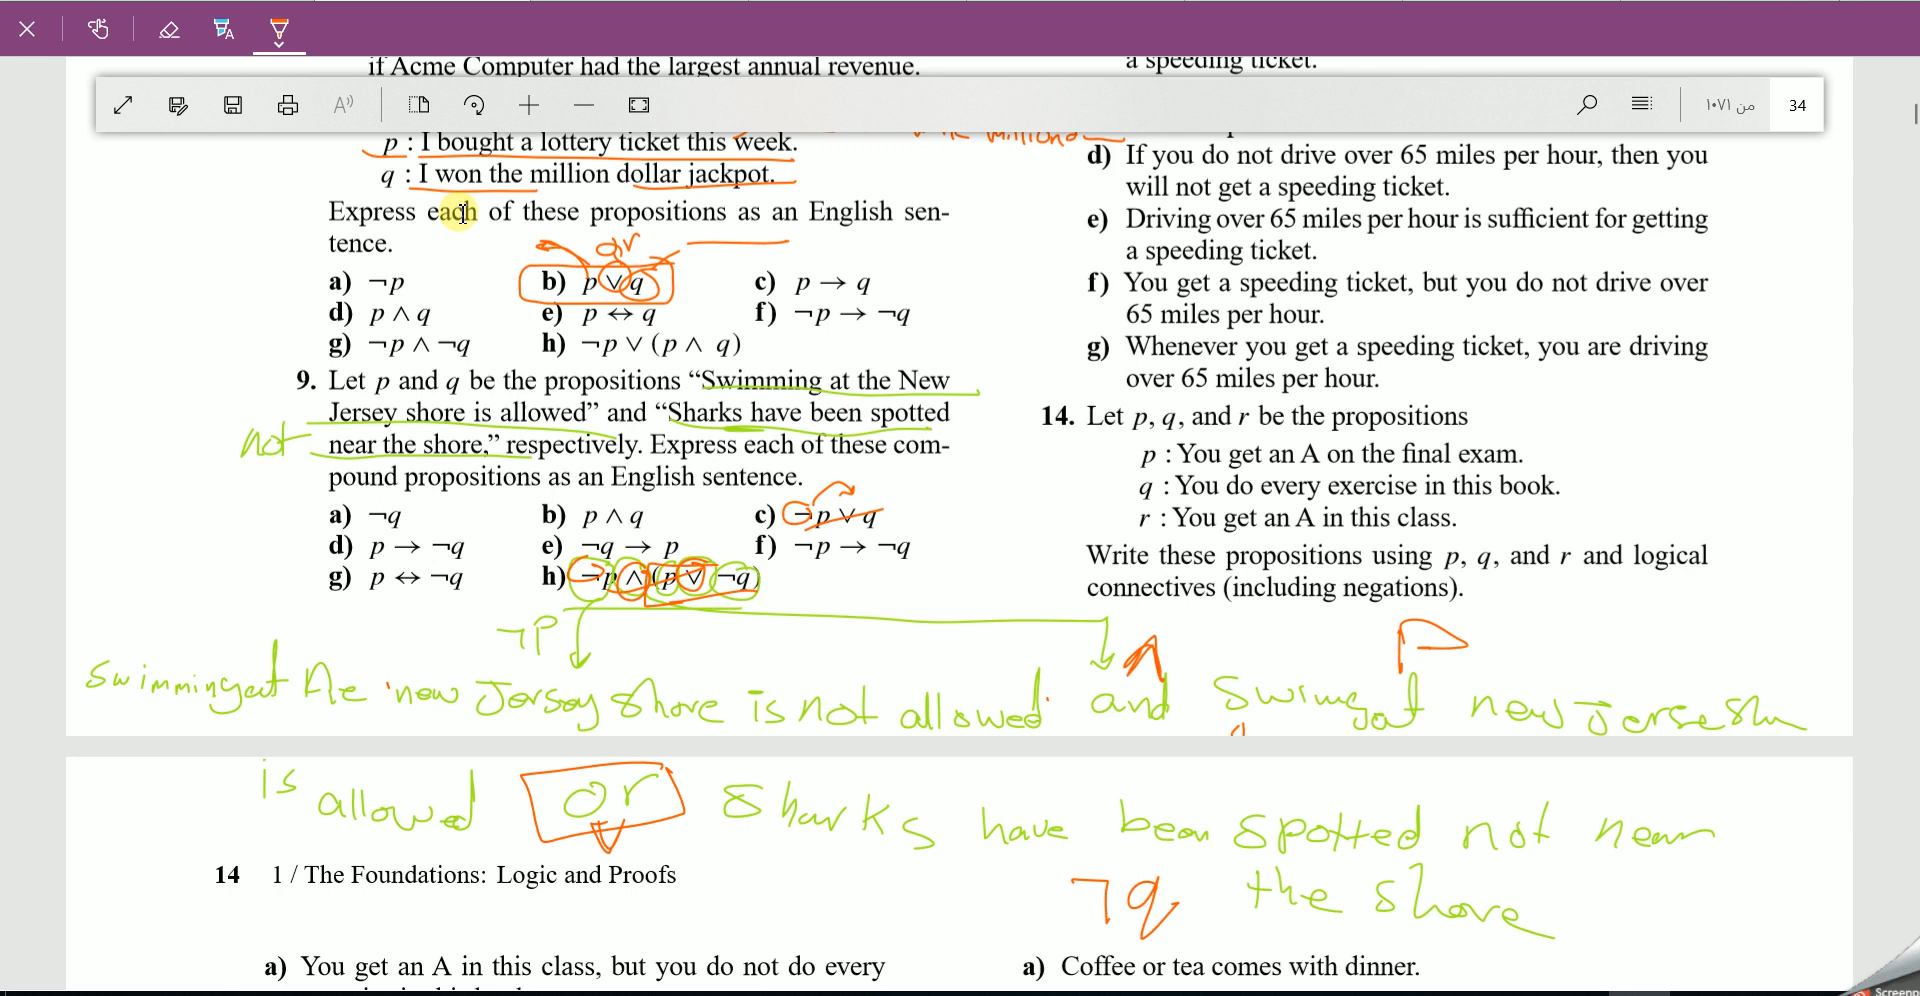 if Acme Computer had the largest annual revenue.
34
من ١٠٧١
p : I bought a lottery ticket this week.
q : I won the million dollar jackpot.
Express each of these propositions as an English sen-
tence.
or
a) ¬p b) p ∨ q c) p → q
d) p ∧ q e) p ↔ q f) ¬p → ¬q
g) ¬p ∧ ¬q h) ¬p ∨ (p ∧ q)
9. Let p and q be the propositions “Swimming at the New
Jersey shore is allowed” and “Sharks have been spotted
not
near the shore,” respectively. Express each of these com-
pound propositions as an English sentence.
a) ¬q b) p ∧ q c) ¬p ∨ q
d) p → ¬q e) ¬q → p f) ¬p → ¬q
g) p ↔ ¬q h) ¬p ∧ (p ∨ ¬q)
a speeding ticket.
d) If you do not drive over 65 miles per hour, then you
will not get a speeding ticket.
e) Driving over 65 miles per hour is sufficient for getting
a speeding ticket.
f) You get a speeding ticket, but you do not drive over
65 miles per hour.
g) Whenever you get a speeding ticket, you are driving
over 65 miles per hour.
14. Let p, q, and r be the propositions
p : You get an A on the final exam.
q : You do every exercise in this book.
r : You get an A in this class.
Write these propositions using p, q, and r and logical
connectives (including negations).
¬P ∧ P
swimming at the new Jersey shore is not allowed and
is allowed or sharks have been spotted not near
¬q the shore
14 1 / The Foundations: Logic and Proofs
a) You get an A in this class, but you do not do every
a) Coffee or tea comes with dinner.